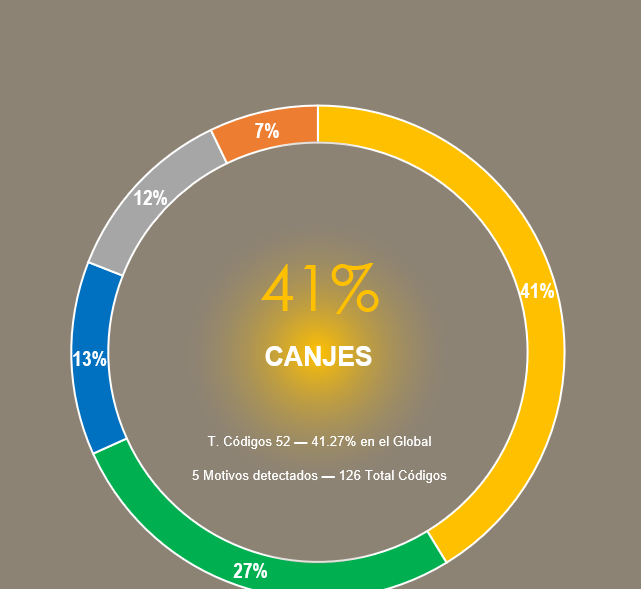 7%
12%
41%
41%
CANJES
13%
T. Códigos 52 — 41.27% en el Global
5 Motivos detectados — 126 Total Códigos
27%